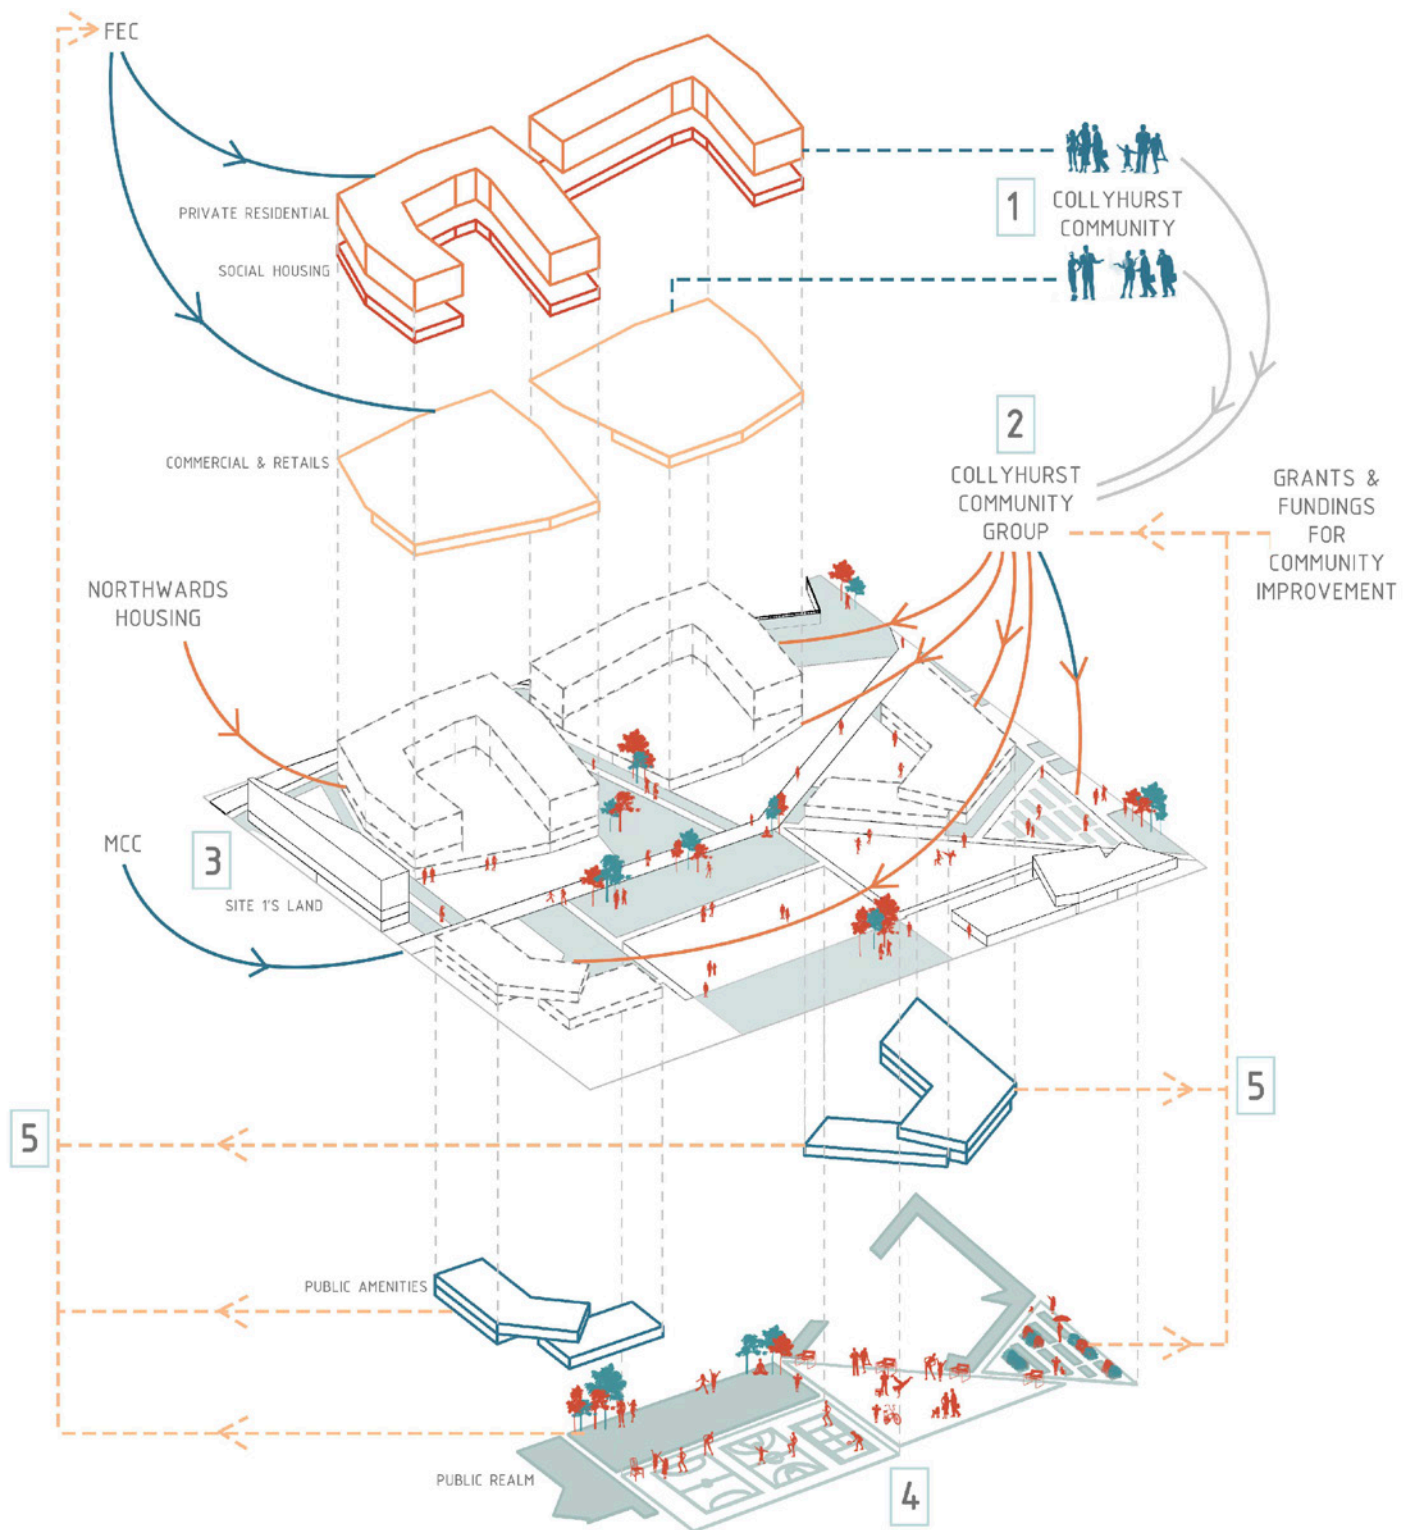 FEC
PRIVATE RESIDENTIAL
SOCIAL HOUSING
1
COLLYHURST
COMMUNITY
COMMERCIAL & RETAILS
2
COLLYHURST
COMMUNITY
GROUP
GRANTS &
FUNDINGS
FOR
COMMUNITY
IMPROVEMENT
NORTHWARDS
HOUSING
MCC
3
SITE 1'S LAND
5
5
PUBLIC AMENITIES
PUBLIC REALM
4